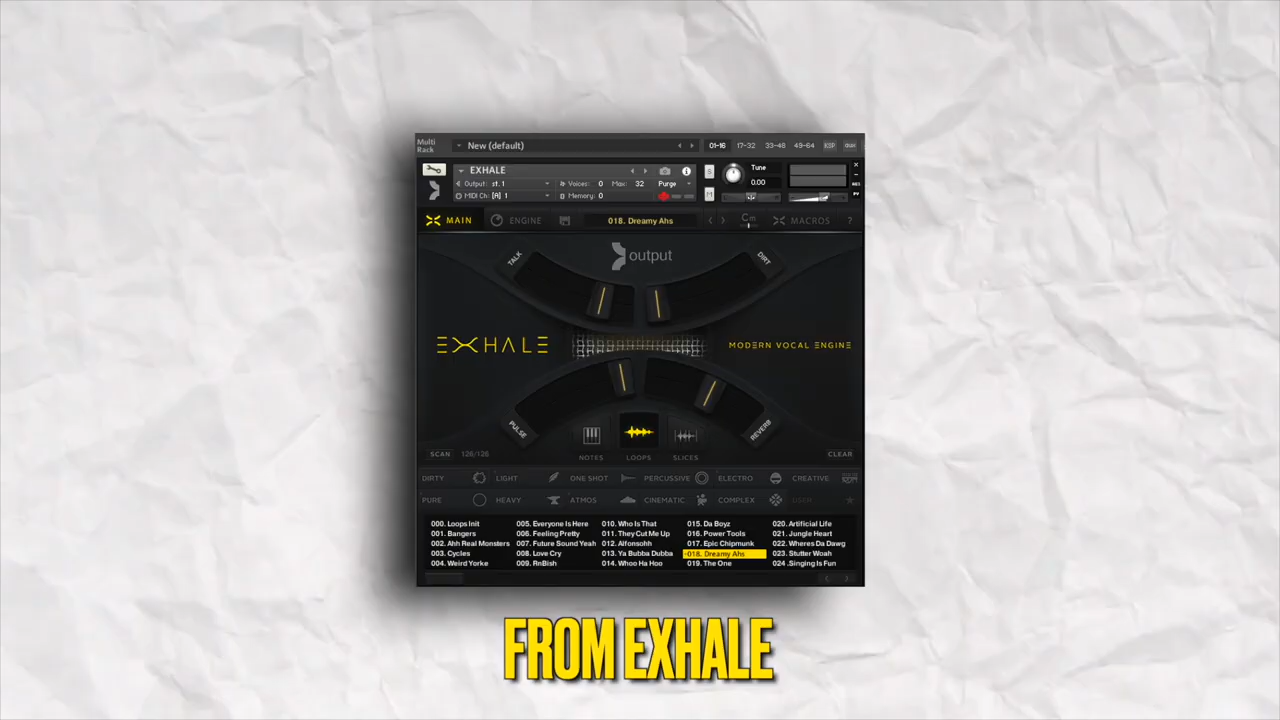 Multi
Rack
New (default)
01-16 17-32 33-48 49-64 KSP aux
EXHALE
Output: st. 1
Voices: 0 Max: 32 Purge
MIDI Ch: [A] 1
Memory: 0
S
M
Tune
0.00
MAIN ENGINE 018. Dreamy Ahs Cm MACROS ?
TALK
output
DIRT
EXHALE
MODERN VOCAL ENGINE
PULSE
REVERB
NOTES LOOPS SLICES
SCAN 126/126
CLEAR
DIRTY LIGHT ONE SHOT PERCUSSIVE ELECTRO CREATIVE
PURE HEAVY ATMOS CINEMATIC COMPLEX USER
000. Loops Init 005. Everyone Is Here 010. Who Is That 015. Da Boyz 020. Artificial Life
001. Bangers 006. Feeling Pretty 011. They Cut Me Up 016. Power Tools 021. Jungle Heart
002. Ahh Real Monsters 007. Future Sound Yeah 012. Alfonsohh 017. Epic Chipmunk 022. Wheres Da Dawg
003. Cycles 008. Love Cry 013. Ya Bubba Dubba 018. Dreamy Ahs 023. Stutter Woah
004. Weird Yorke 009. RnBish 014. Whoo Ha Hoo 019. The One 024 .Singing Is Fun
FROM EXHALE